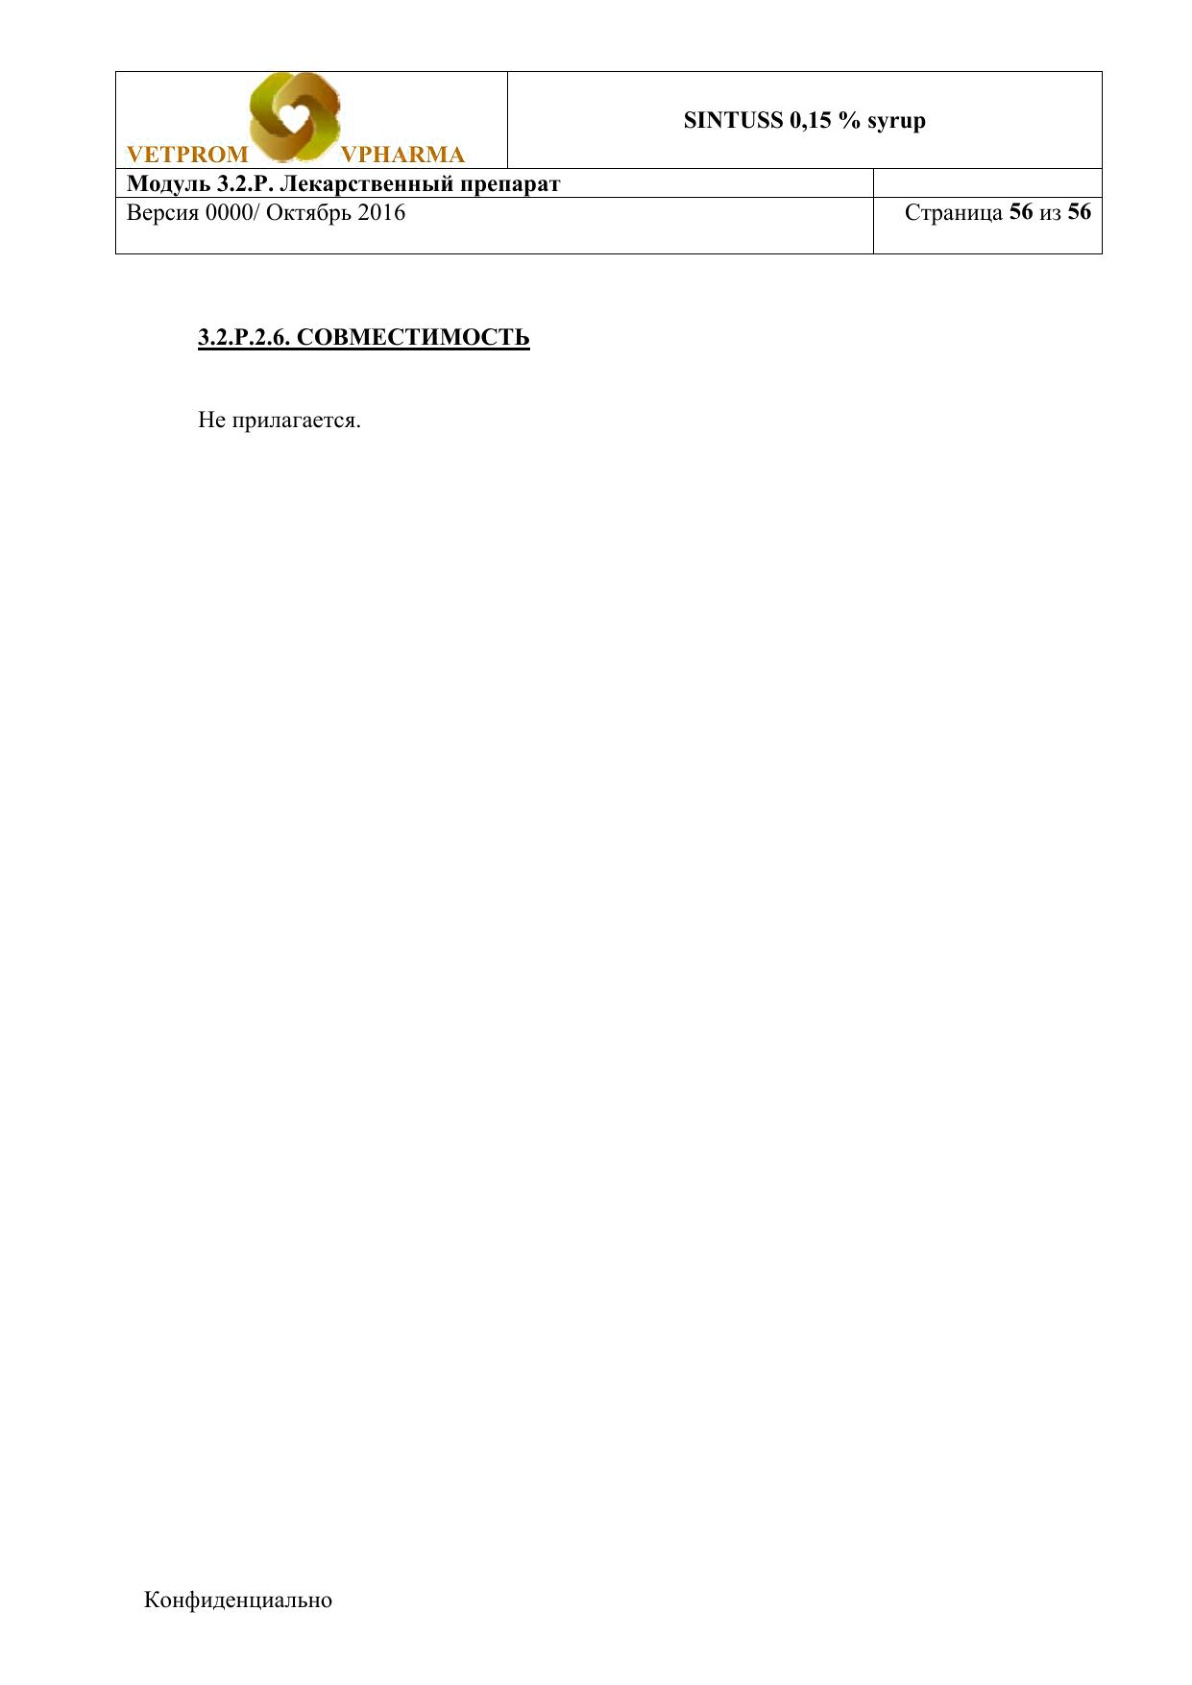 VETPROM VPHARMA
SINTUSS 0,15 % syrup
Модуль 3.2.Р. Лекарственный препарат
Версия 0000/ Октябрь 2016
Страница 56 из 56
3.2.Р.2.6. СОВМЕСТИМОСТЬ
Не прилагается.
Конфиденциально